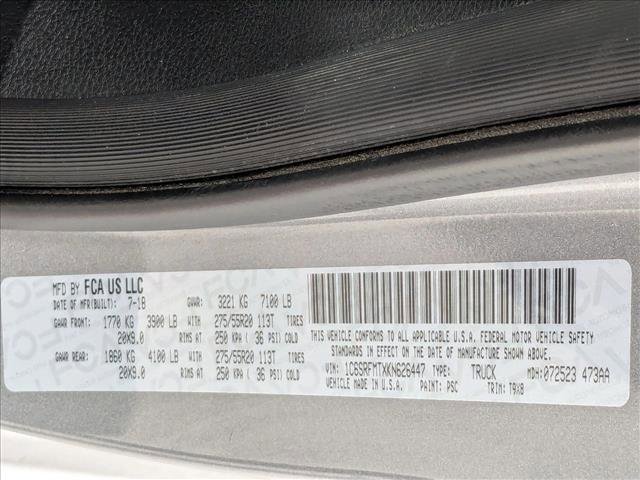 MFD BY FCA US LLC
DATE OF MFR(BUILT): 7-18 GVWR: 3221 KG 7100 LB
GAWR FRONT: 1770 KG 3900 LB WITH 275/55R20 113T TIRES
20X9.0 RIMS AT 250 KPA ( 36 PSI) COLD
GAWR REAR: 1860 KG 4100 LB WITH 275/55R20 113T TIRES
20X9.0 RIMS AT 250 KPA ( 36 PSI) COLD
THIS VEHICLE CONFORMS TO ALL APPLICABLE U.S.A. FEDERAL MOTOR VEHICLE SAFETY
STANDARDS IN EFFECT ON THE DATE OF MANUFACTURE SHOWN ABOVE.
VIN: 1C6SRFMTXKN626447 TYPE: TRUCK MDH: 072523 473AA
VEHICLE MADE IN U.S.A. PAINT: PSC TRIM: T9X8